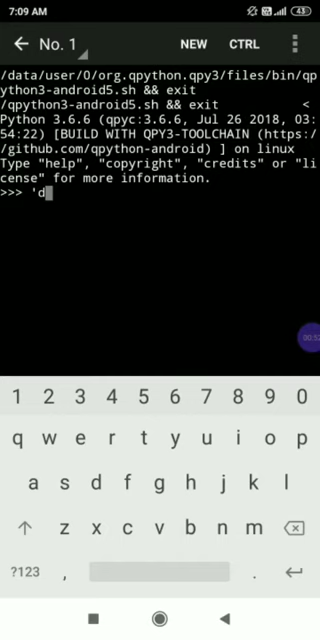 7:09 AM
43
No. 1
NEW
CTRL
/data/user/0/org.qpython.qpy3/files/bin/qp
ython3-android5.sh && exit
/qpython3-android5.sh && exit <
Python 3.6.6 (qpyc:3.6.6, Jul 26 2018, 03:
54:22) [BUILD WITH QPY3-TOOLCHAIN (https:/
/github.com/qpython-android) ] on linux
Type "help", "copyright", "credits" or "li
cense" for more information.
>>> 'd
1 2 3 4 5 6 7 8 9 0
q w e r t y u i o p
a s d f g h j k l
z x c v b n m
?123 , .